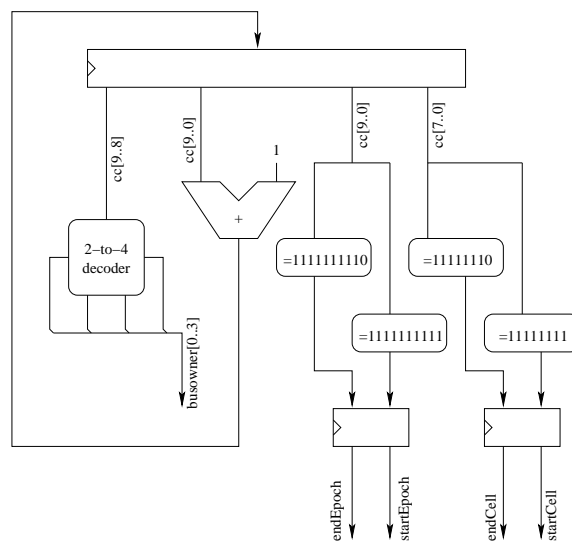 cc[9..8]
cc[9..0]
cc[9..0]
cc[7..0]
1
+
2-to-4
decoder
=1111111110
=11111110
=1111111111
=11111111
busowner[0..3]
endEpoch
startEpoch
endCell
startCell